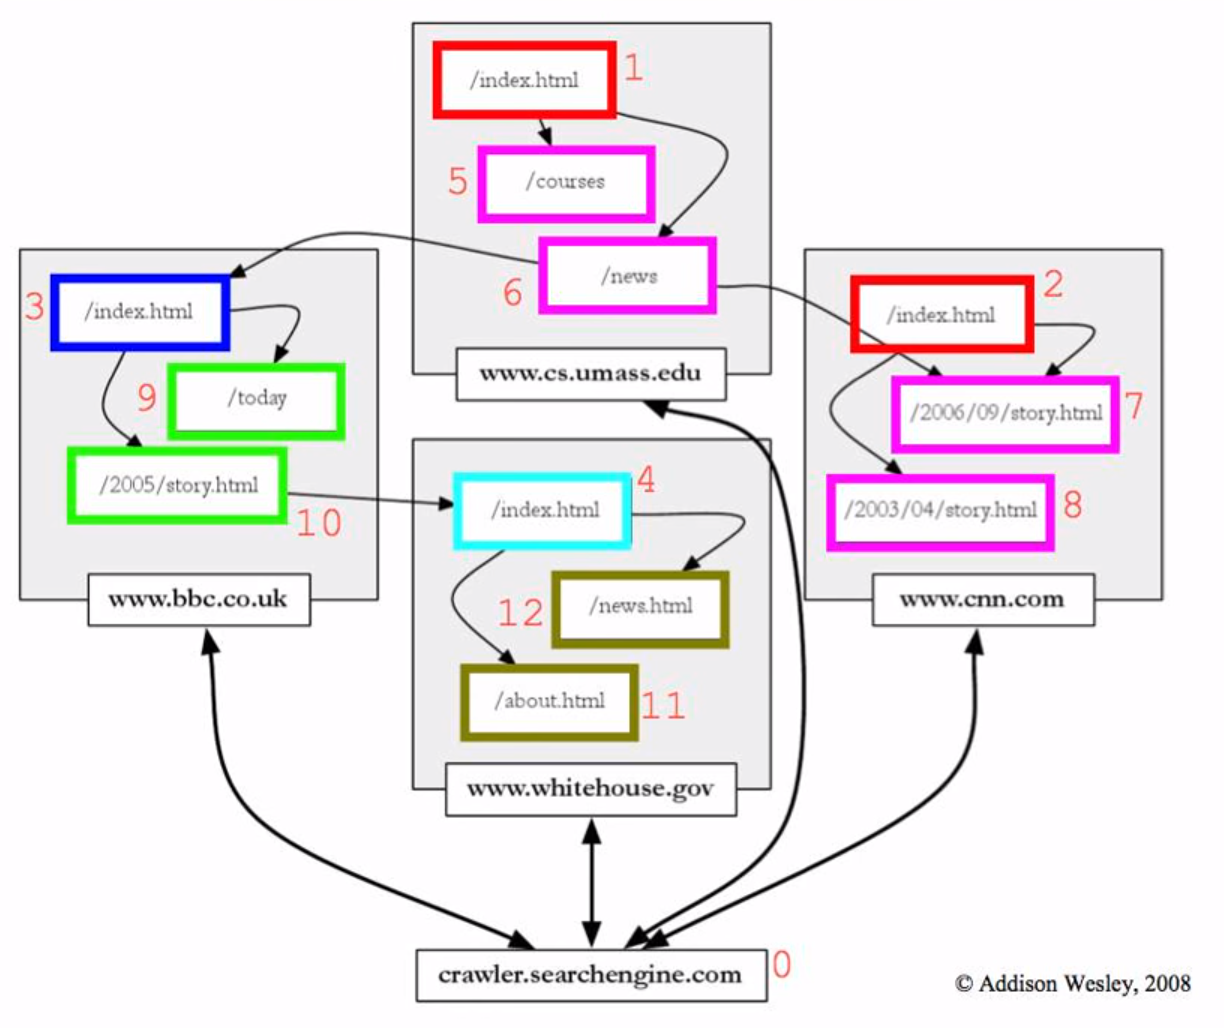 /index.html
1
/courses
5
/news
6
www.cs.umass.edu
3
/index.html
/today
9
/2005/story.html
10
www.bbc.co.uk
/index.html
2
/2006/09/story.html
7
/2003/04/story.html
8
www.cnn.com
/index.html
4
/news.html
12
/about.html
11
www.whitehouse.gov
crawler.searchengine.com
0
© Addison Wesley, 2008